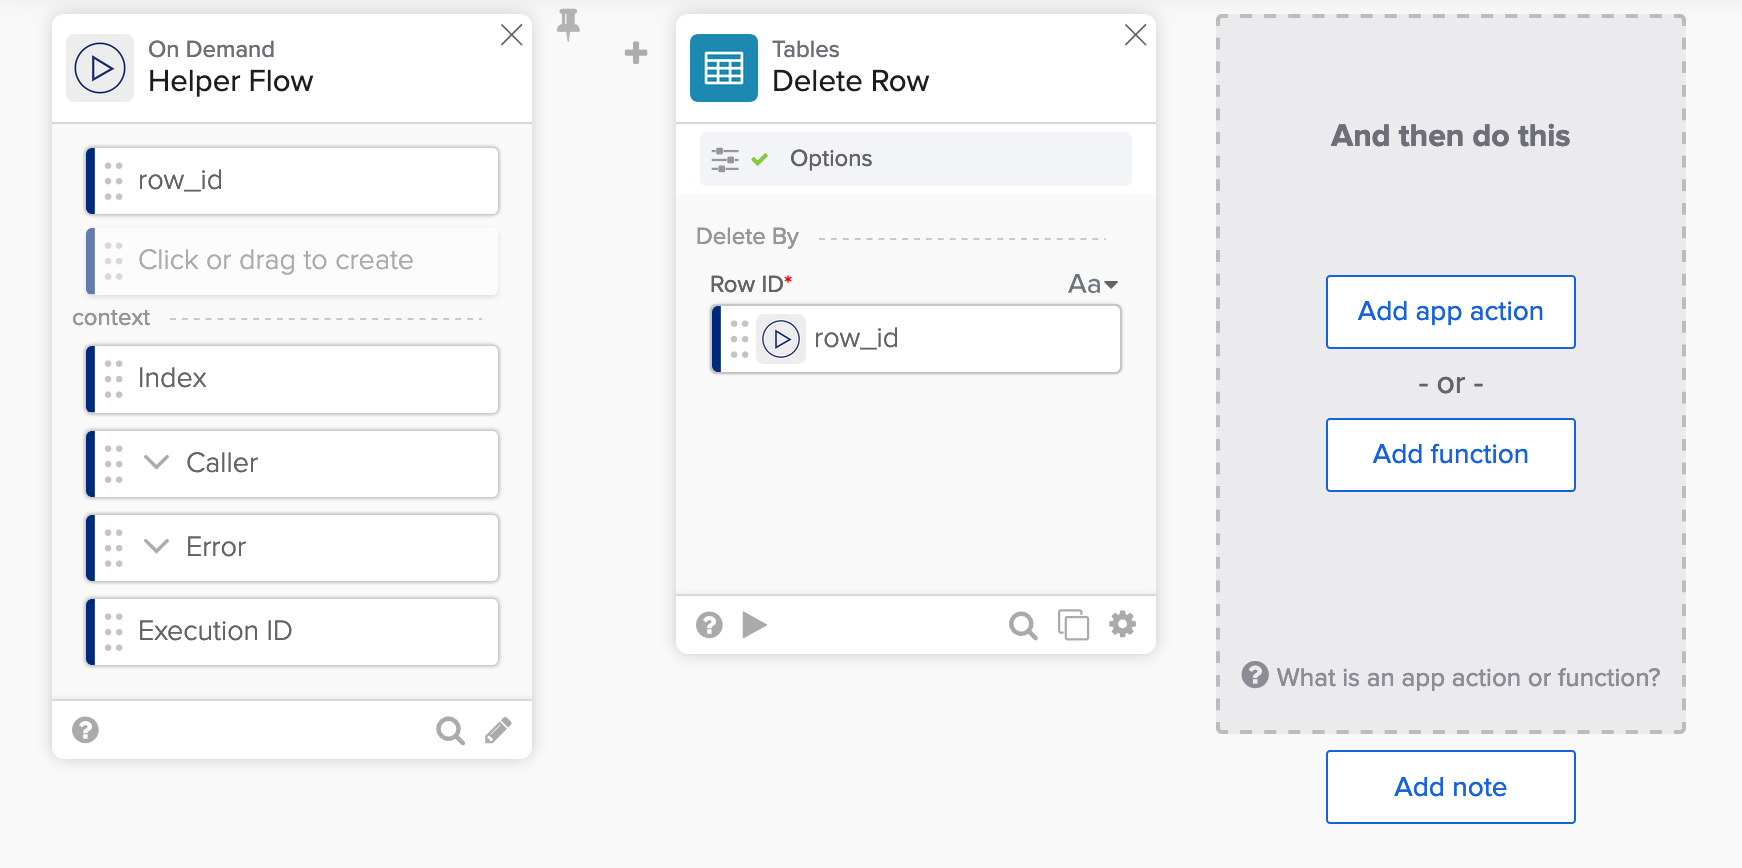 On Demand
Helper Flow
row_id
Click or drag to create
context
Index
Caller
Error
Execution ID
Tables
Delete Row
Options
Delete By
Row ID*
Aa
row_id
And then do this
Add app action
- or -
Add function
What is an app action or function?
Add note